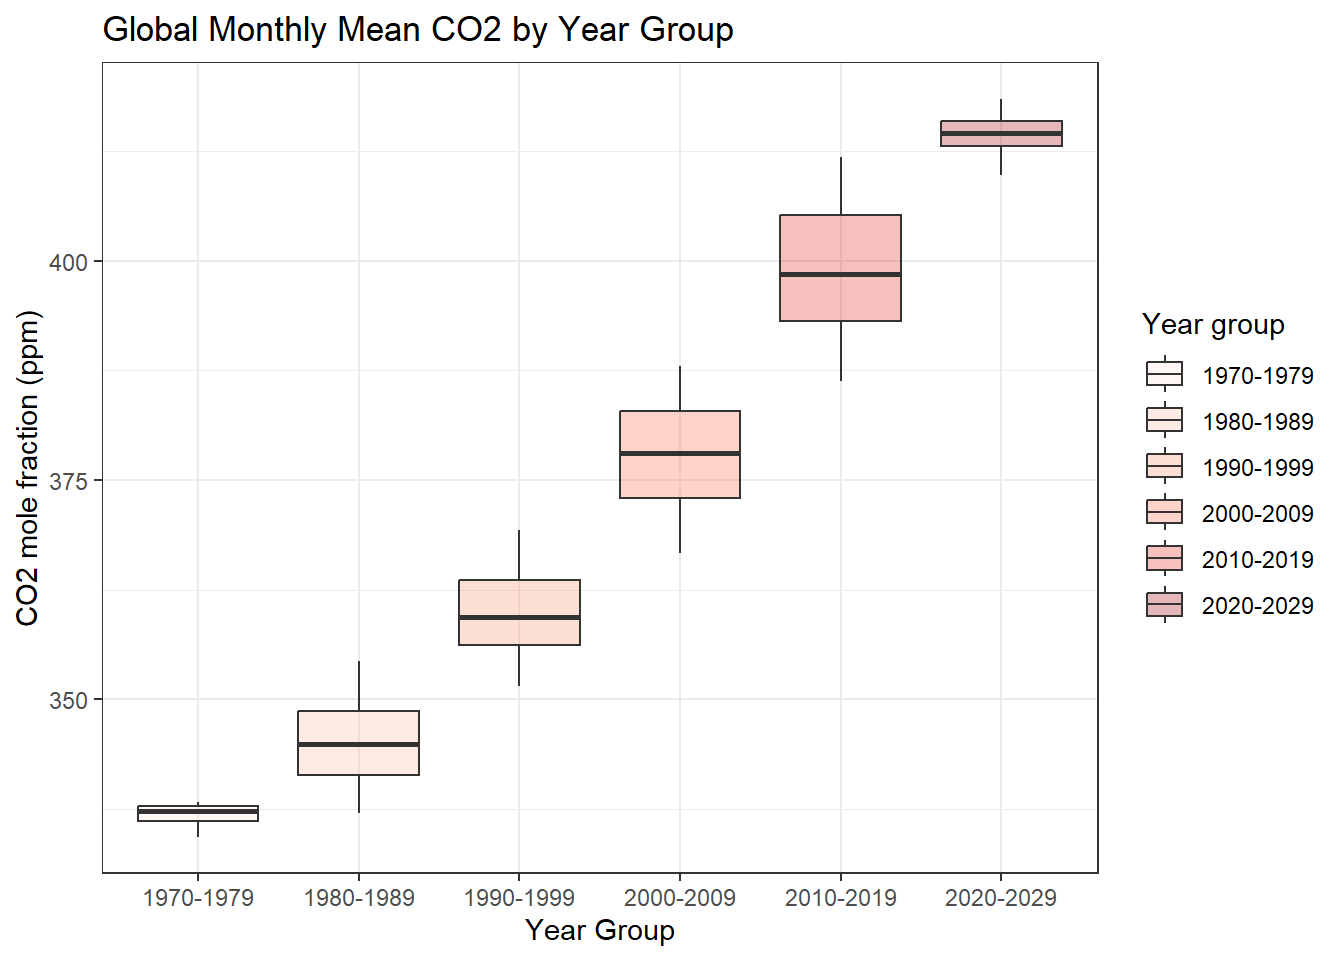 Global Monthly Mean CO2 by Year Group
CO2 mole fraction (ppm)
400
375
350
1970-1979 1980-1989 1990-1999 2000-2009 2010-2019 2020-2029
Year Group
Year group
1970-1979
1980-1989
1990-1999
2000-2009
2010-2019
2020-2029